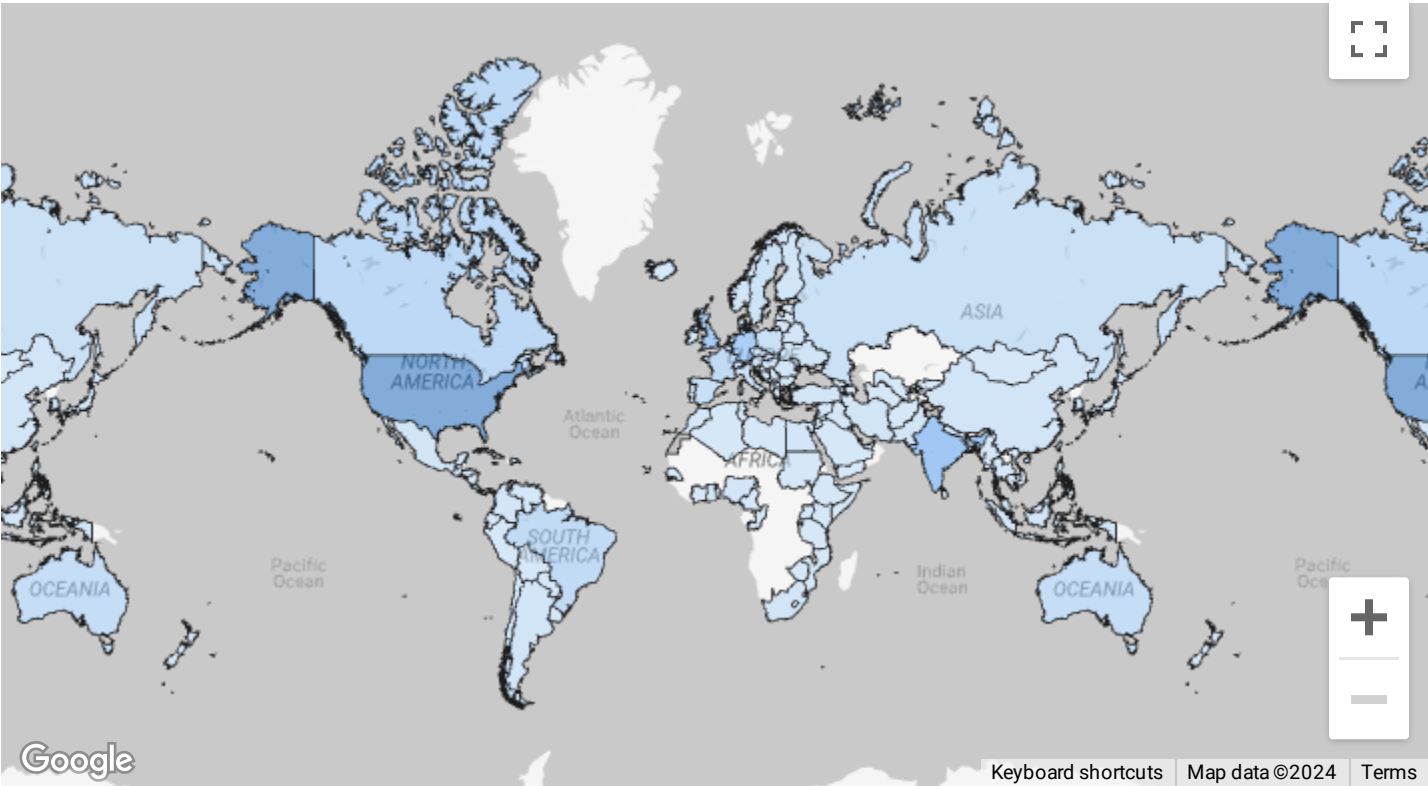 ASIA
NORTH
AMERICA
Atlantic
Ocean
AFRICA
SOUTH
AMERICA
Pacific
Ocean
Indian
Ocean
Pacific
OCEANIA
OCEANIA
Google
Keyboard shortcuts
Map data ©2024
Terms